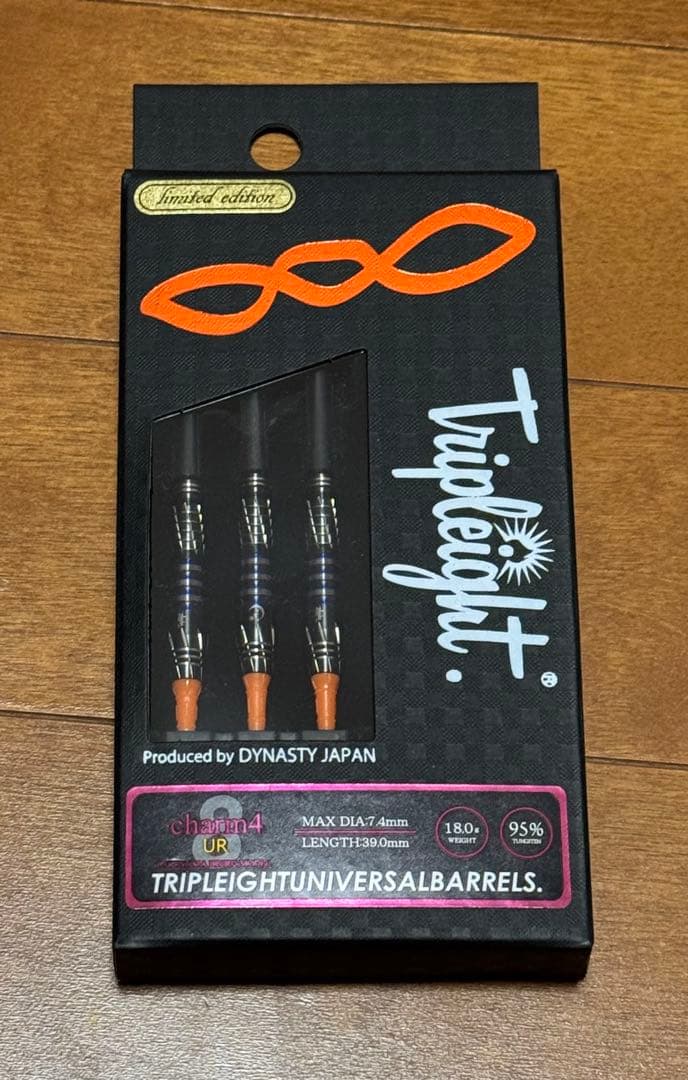 limited edition
Tripleight.
®
Produced by DYNASTY JAPAN
charm4
8
UR
MAX DIA:7.4mm
LENGTH:39.0mm
18.0g
WEIGHT
95%
TUNGSTEN
TRIPLEIGHTUNIVERSALBARRELS.